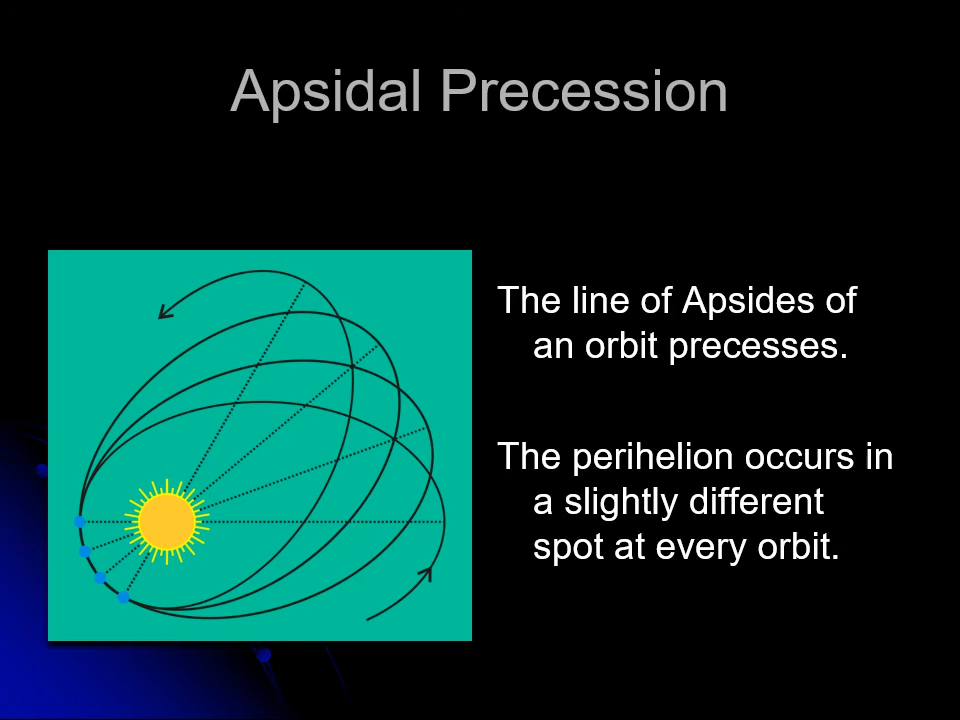 Apsidal Precession
The line of Apsides of
an orbit precesses.
The perihelion occurs in
a slightly different
spot at every orbit.